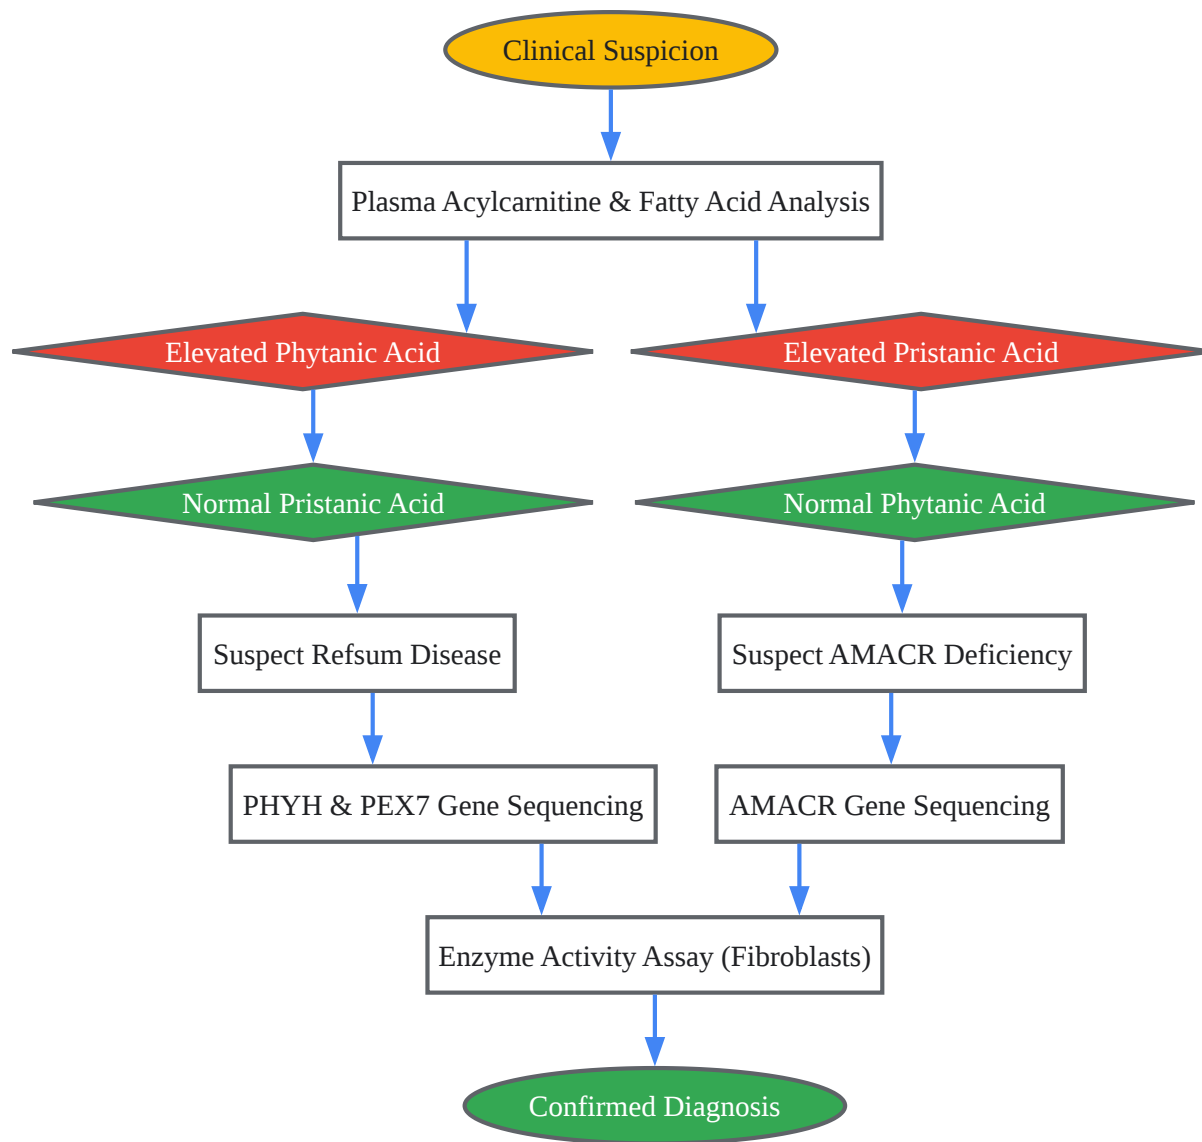 Clinical Suspicion
Plasma Acylcarnitine & Fatty Acid Analysis
Elevated Phytanic Acid
Elevated Pristanic Acid
Normal Pristanic Acid
Normal Phytanic Acid
Suspect Refsum Disease
Suspect AMACR Deficiency
PHYH & PEX7 Gene Sequencing
AMACR Gene Sequencing
Enzyme Activity Assay (Fibroblasts)
Confirmed Diagnosis